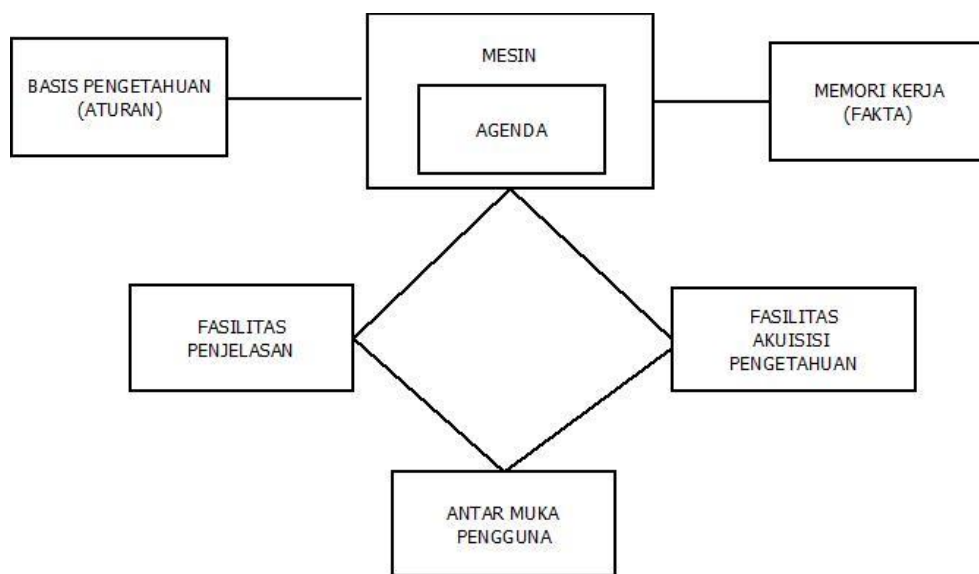 MESIN
BASIS PENGETAHUAN
(ATURAN)
AGENDA
MEMORI KERJA
(FAKTA)
FASILITAS
PENJELASAN
FASILITAS
AKUISISI
PENGETAHUAN
ANTAR MUKA
PENGGUNA